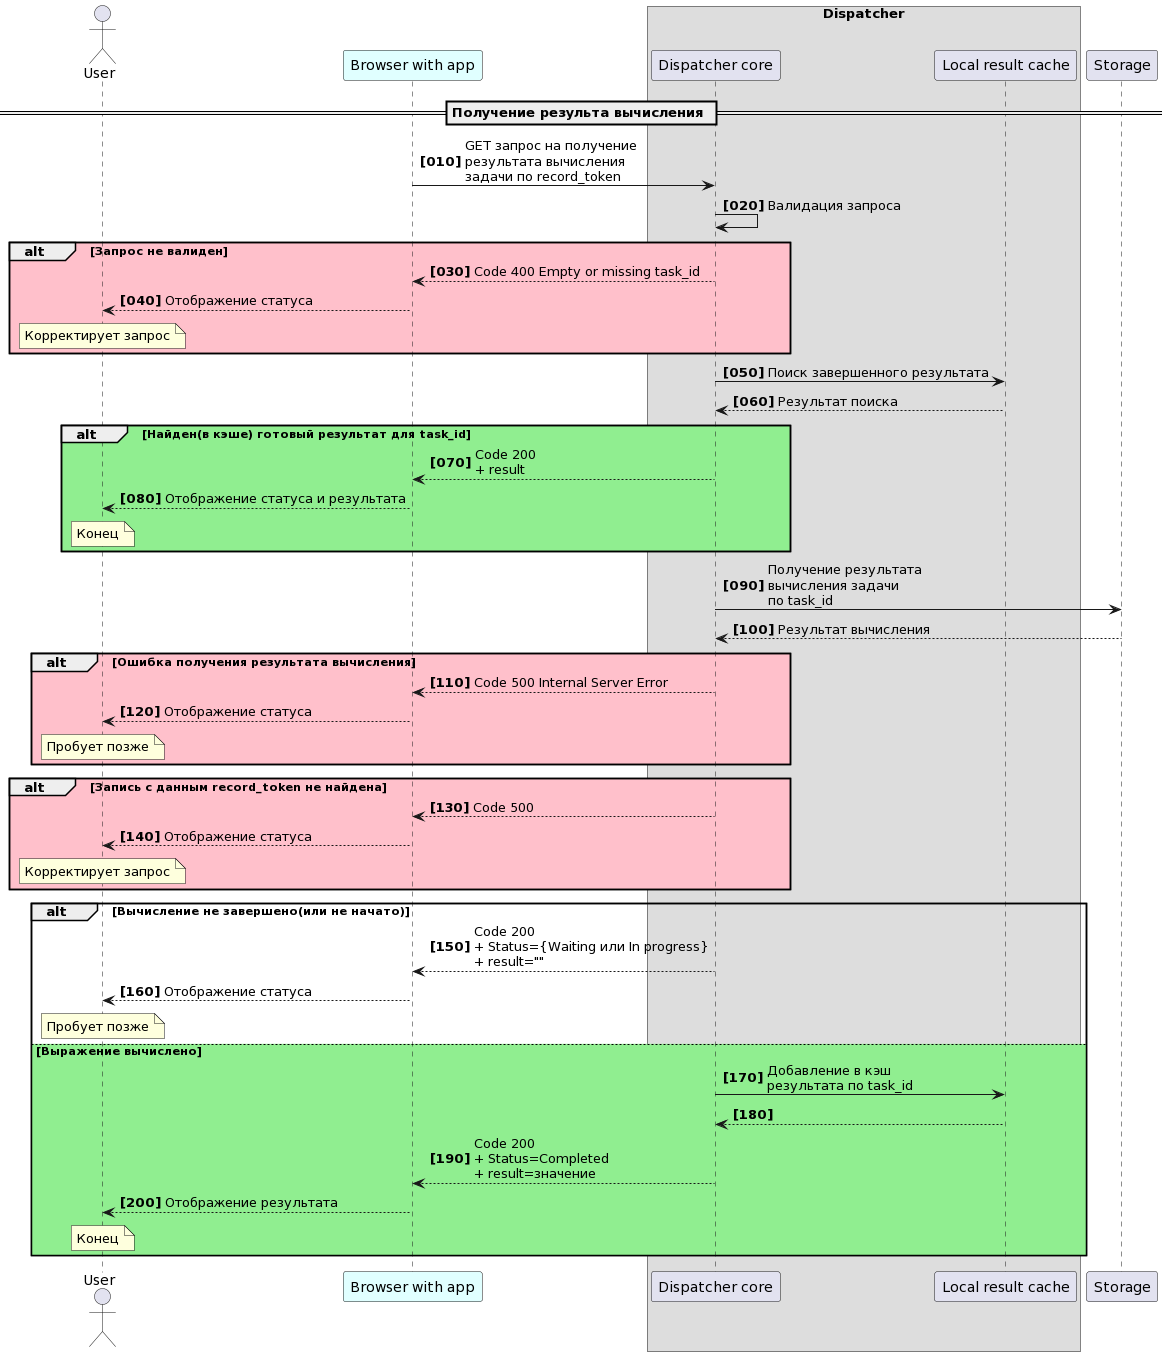 Dispatcher
User
Browser with app
Dispatcher core
Local result cache
Storage
Получение результа вычисления
GET запрос на получение
[010] результата вычисления
задачи по record_token
[020] Валидация запроса
alt [Запрос не валиден]
[030] Code 400 Empty or missing task_id
[040] Отображение статуса
Корректирует запрос
[050] Поиск завершенного результата
[060] Результат поиска
alt [Найден(в кэше) готовый результат для task_id]
Code 200
[070]
+ result
[080] Отображение статуса и результата
Конец
Получение результата
[090] вычисления задачи
по task_id
[100] Результат вычисления
alt [Ошибка получения результата вычисления]
[110] Code 500 Internal Server Error
[120] Отображение статуса
Пробует позже
alt [Запись с данным record_token не найдена]
[130] Code 500
[140] Отображение статуса
Корректирует запрос
alt [Вычисление не завершено(или не начато)]
Code 200
[150] + Status={Waiting или In progress}
+ result=""
[160] Отображение статуса
Пробует позже
[Выражение вычислено]
Добавление в кэш
[170]
результата по task_id
[180]
Code 200
[190] + Status=Completed
+ result=значение
[200] Отображение результата
Конец
User
Browser with app
Dispatcher core
Local result cache
Storage